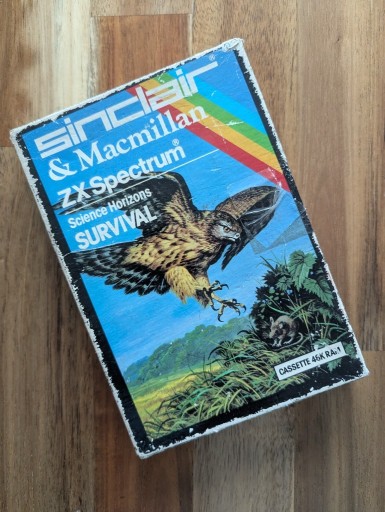 sinclair®
& Macmillan
ZX Spectrum®
Science Horizons
SURVIVAL
CASSETTE 48K RAM